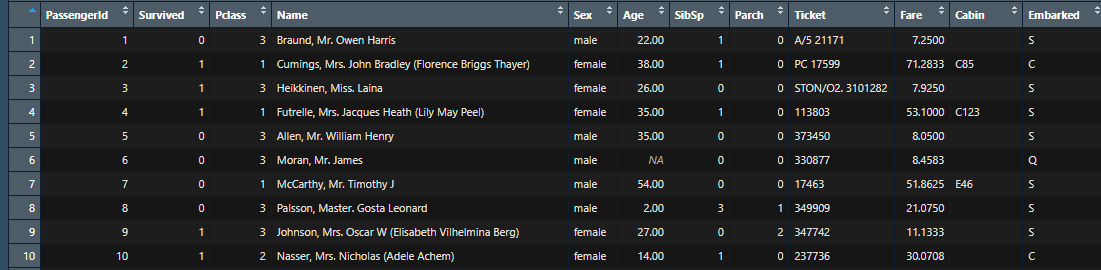 PassengerId Survived Pclass Name Sex Age SibSp Parch Ticket Fare Cabin Embarked
1 1 0 3 Braund, Mr. Owen Harris male 22.00 1 0 A/5 21171 7.2500 S
2 2 1 1 Cumings, Mrs. John Bradley (Florence Briggs Thayer) female 38.00 1 0 PC 17599 71.2833 C85 C
3 3 1 3 Heikkinen, Miss. Laina female 26.00 0 0 STON/O2. 3101282 7.9250 S
4 4 1 1 Futrelle, Mrs. Jacques Heath (Lily May Peel) female 35.00 1 0 113803 53.1000 C123 S
5 5 0 3 Allen, Mr. William Henry male 35.00 0 0 373450 8.0500 S
6 6 0 3 Moran, Mr. James male NA 0 0 330877 8.4583 Q
7 7 0 1 McCarthy, Mr. Timothy J male 54.00 0 0 17463 51.8625 E46 S
8 8 0 3 Palsson, Master. Gosta Leonard male 2.00 3 1 349909 21.0750 S
9 9 1 3 Johnson, Mrs. Oscar W (Elisabeth Vilhelmina Berg) female 27.00 0 2 347742 11.1333 S
10 10 1 2 Nasser, Mrs. Nicholas (Adele Achem) female 14.00 1 0 237736 30.0708 C